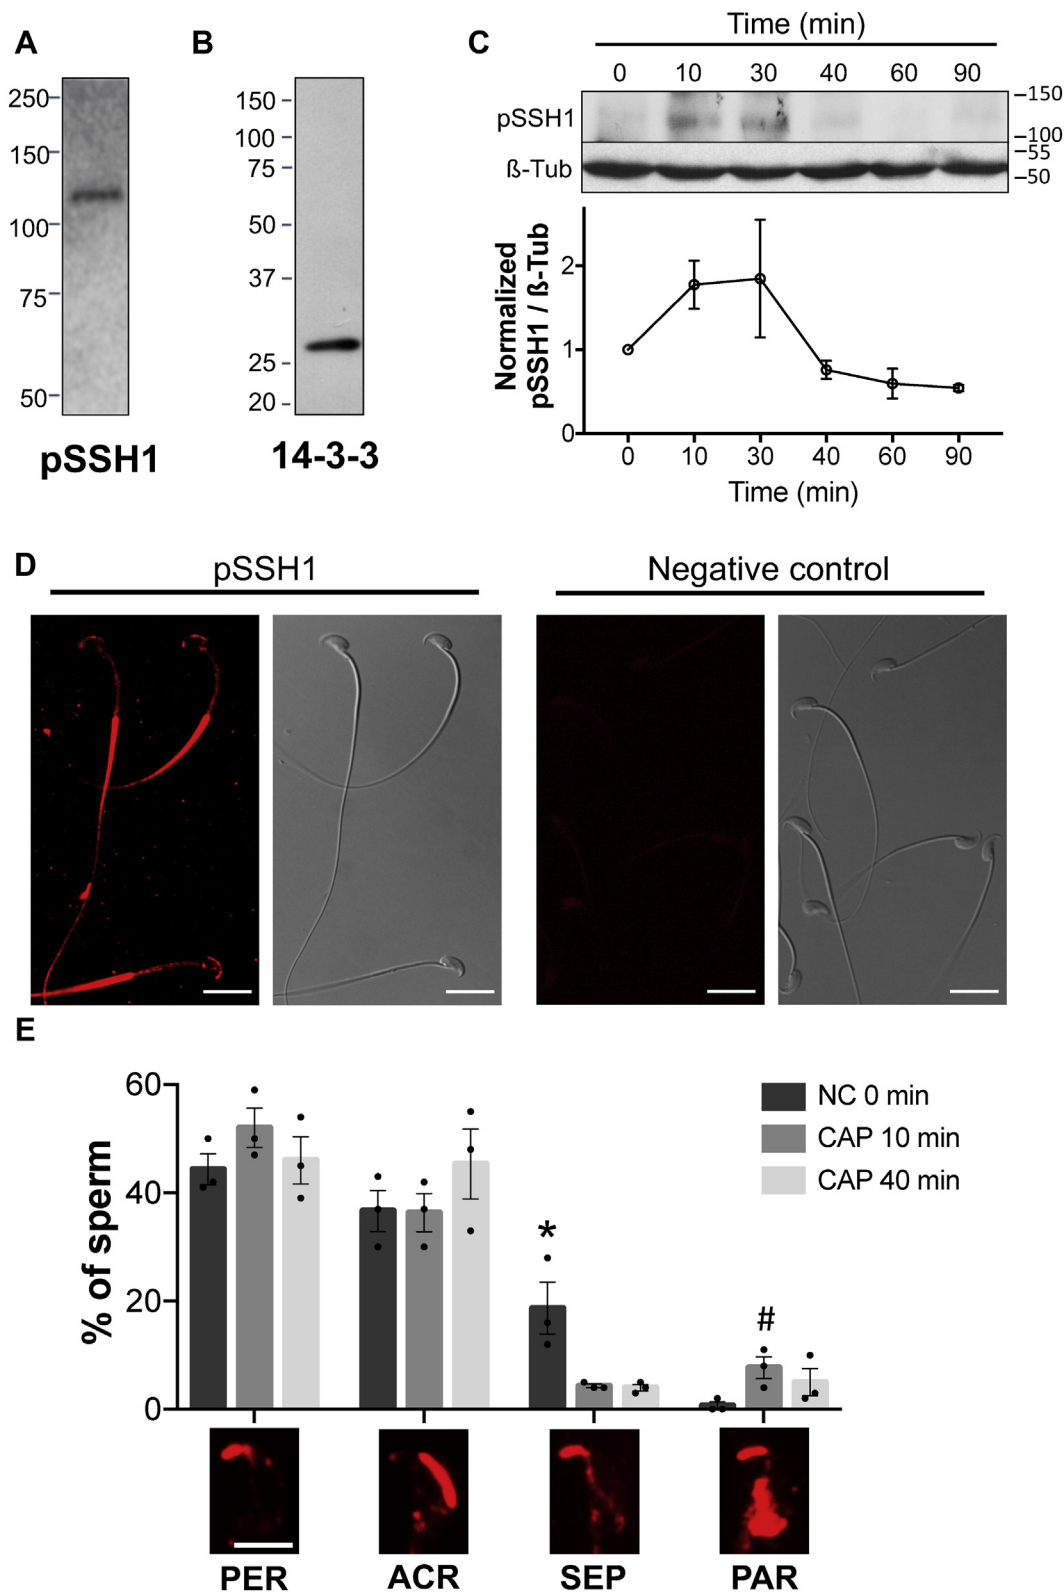 A
250
150
100
75
50
pSSH1
B
150
100
75
50
37
25
20
14-3-3
C
Time (min)
0 10 30 40 60 90
pSSH1
ß-Tub
150
100
55
50
Normalized
pSSH1 / ß-Tub
2
1
0
0 10 30 40 60 90
Time (min)
D
pSSH1
Negative control
E
% of sperm
60
40
20
0
*
#
NC 0 min
CAP 10 min
CAP 40 min
PER ACR SEP PAR